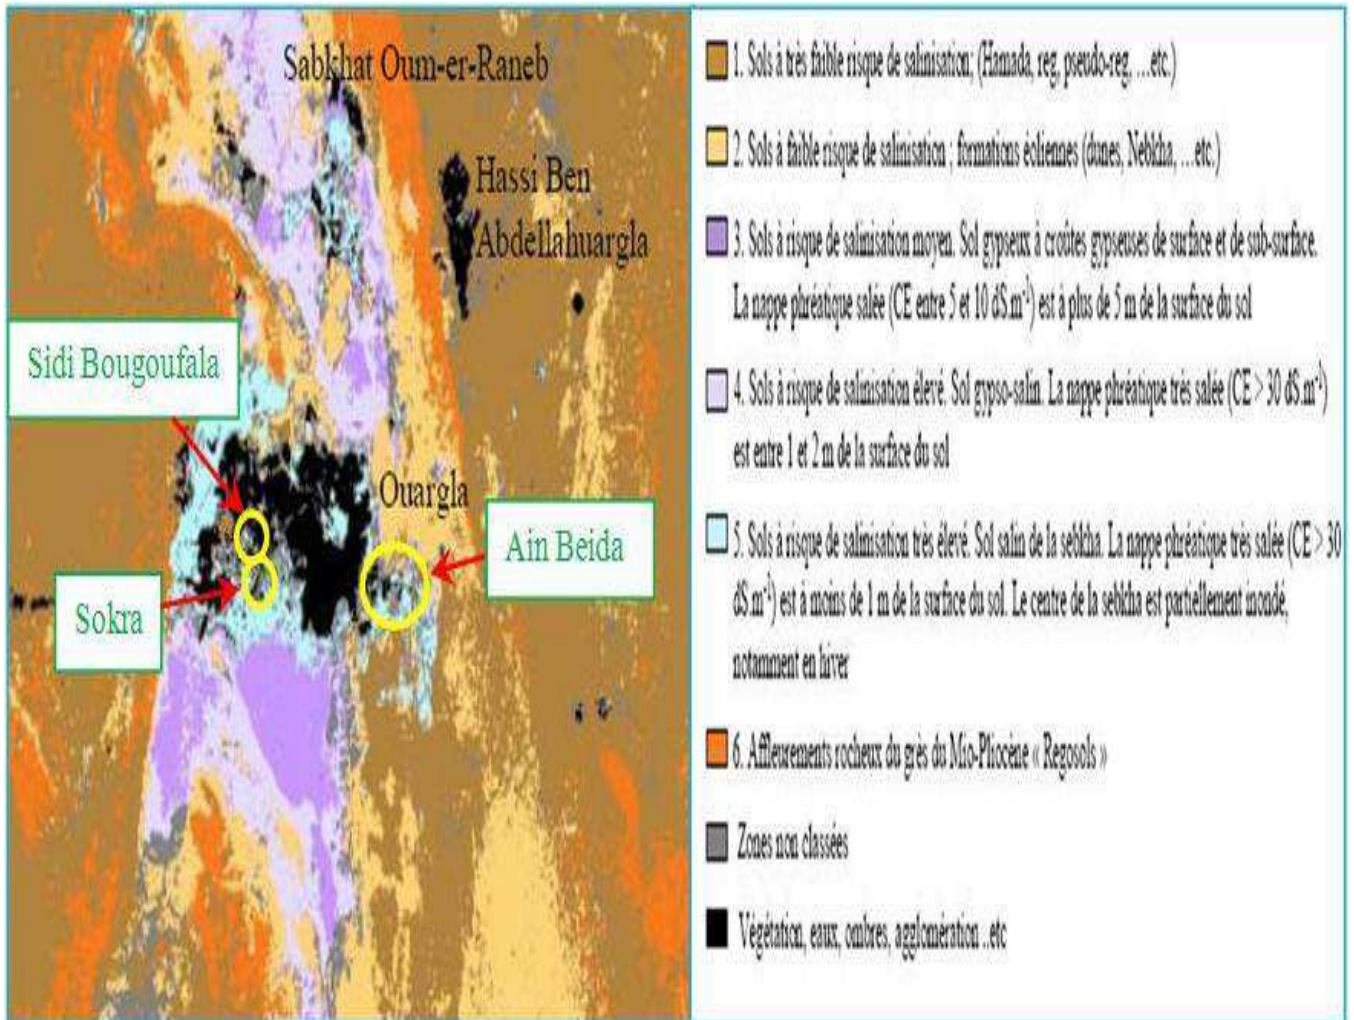 Sabkhat Oum-er-Raneb
Hassi Ben
Abdellahuargla
Sidi Bougoufala
Ouargla
Ain Beida
Sokra
1. Sols à très faible risque de salinisation; (Hamada, reg, pseudo-reg, …etc.)
2. Sols à faible risque de salinisation ; formations éoliennes (dunes, Nebkha, …etc.)
3. Sols à risque de salinisation moyen. Sol gypseux à croûtes gypseuses de surface et de sub-surface.
La nappe phréatique salée (CE entre 5 et 10 dS.m⁻¹) est à plus de 5 m de la surface du sol
4. Sols à risque de salinisation élevé. Sol gypso-salin. La nappe phréatique très salée (CE > 30 dS.m⁻¹)
est entre 1 et 2 m de la surface du sol
5. Sols à risque de salinisation très élevé. Sol salin de la sebkha. La nappe phréatique très salée (CE > 30
dS.m⁻¹) est à moins de 1 m de la surface du sol. Le centre de la sebkha est partiellement inondé,
notamment en hiver
6. Affleurements rocheux du grès du Mio-Pliocène « Regosols »
Zones non classées
Végétation, eaux, ombres, agglomération ..etc